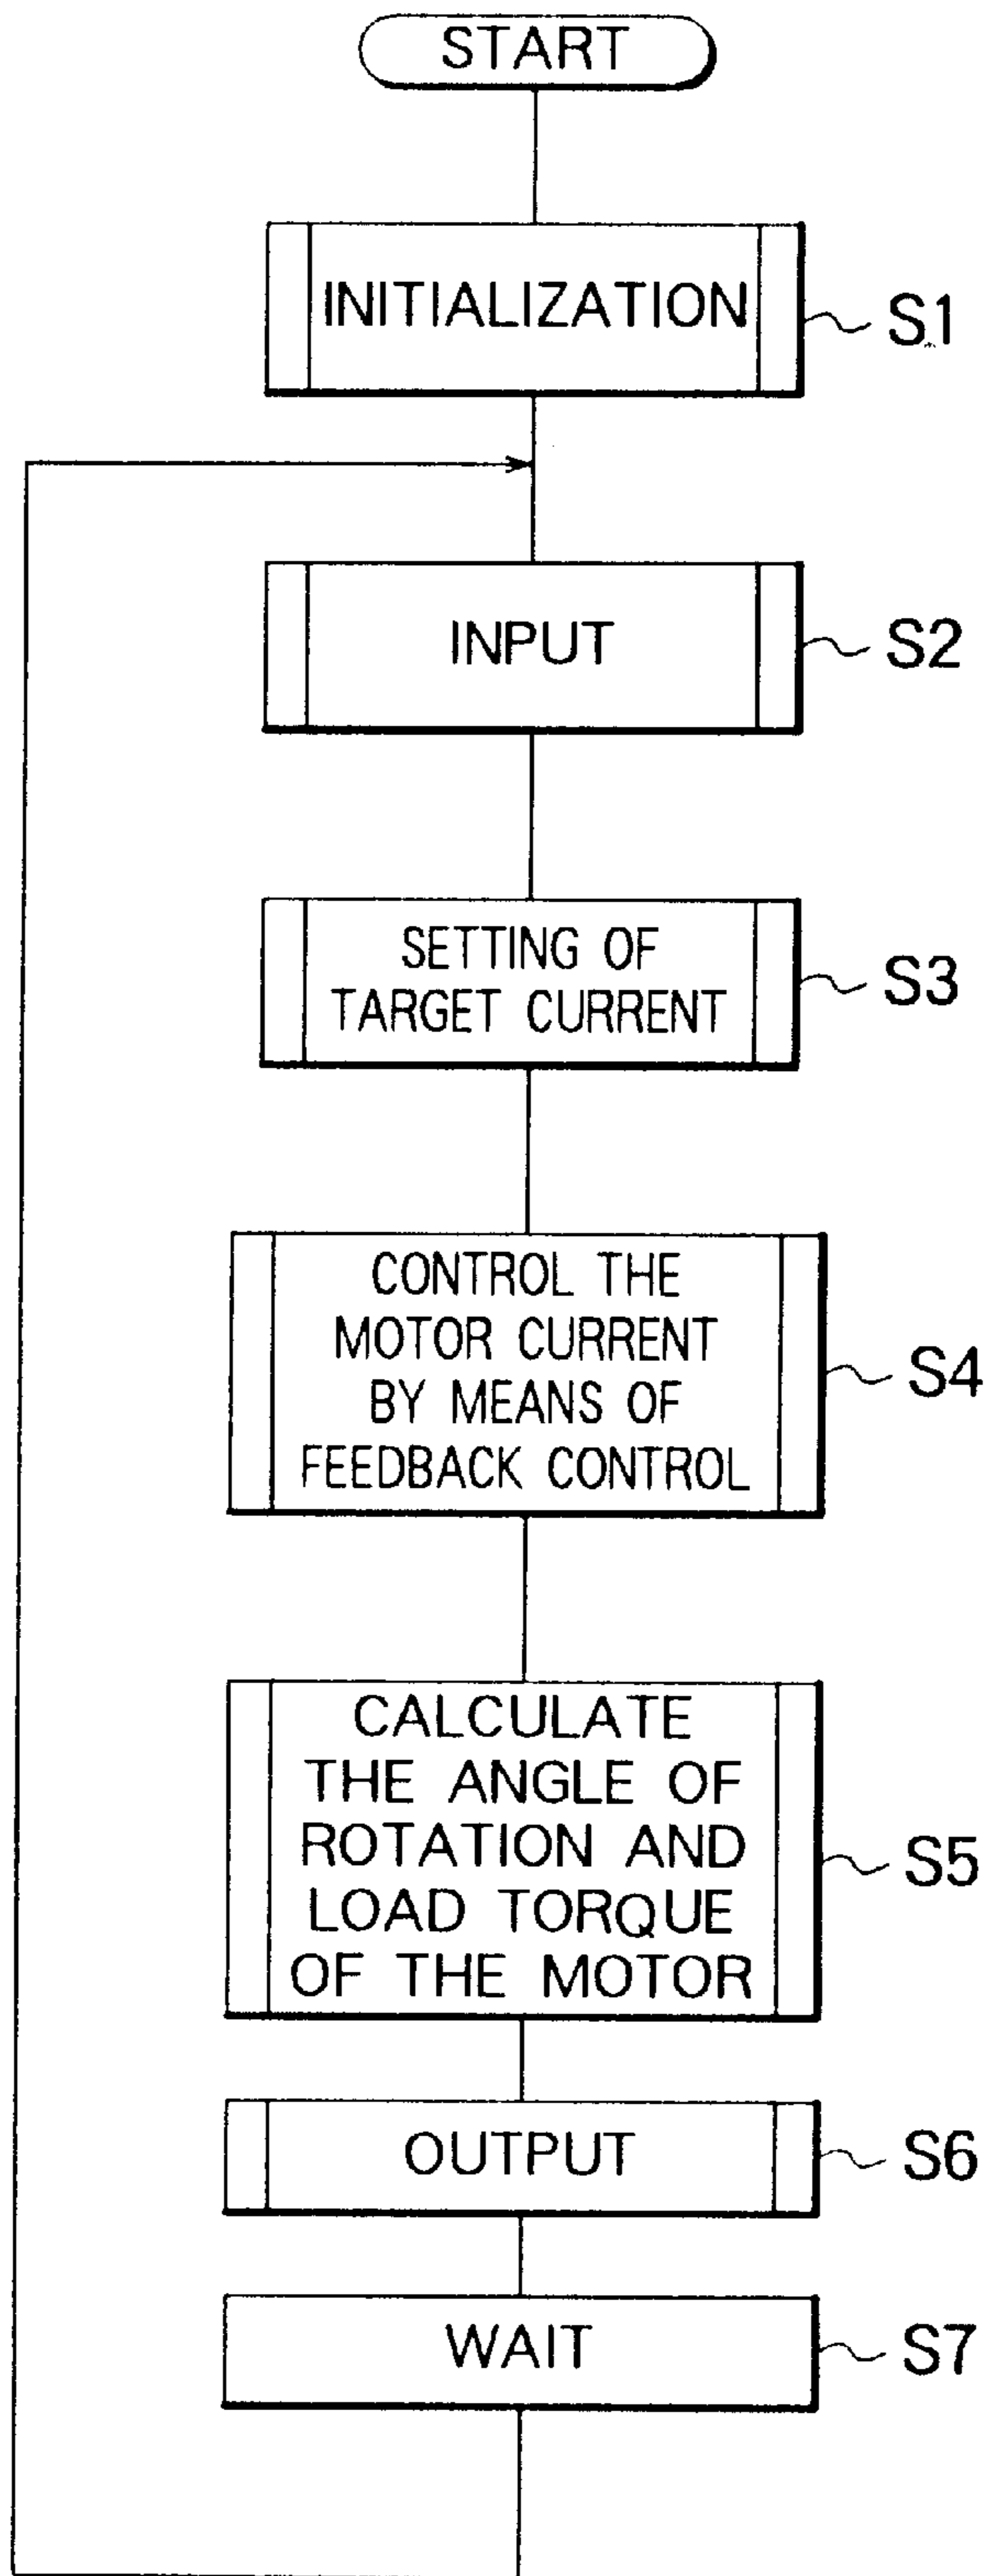 START
INITIALIZATION
S1
INPUT
S2
SETTING OF
TARGET CURRENT
S3
CONTROL THE
MOTOR CURRENT
BY MEANS OF
FEEDBACK CONTROL
S4
CALCULATE
THE ANGLE OF
ROTATION AND
LOAD TORQUE
OF THE MOTOR
S5
OUTPUT
S6
WAIT
S7